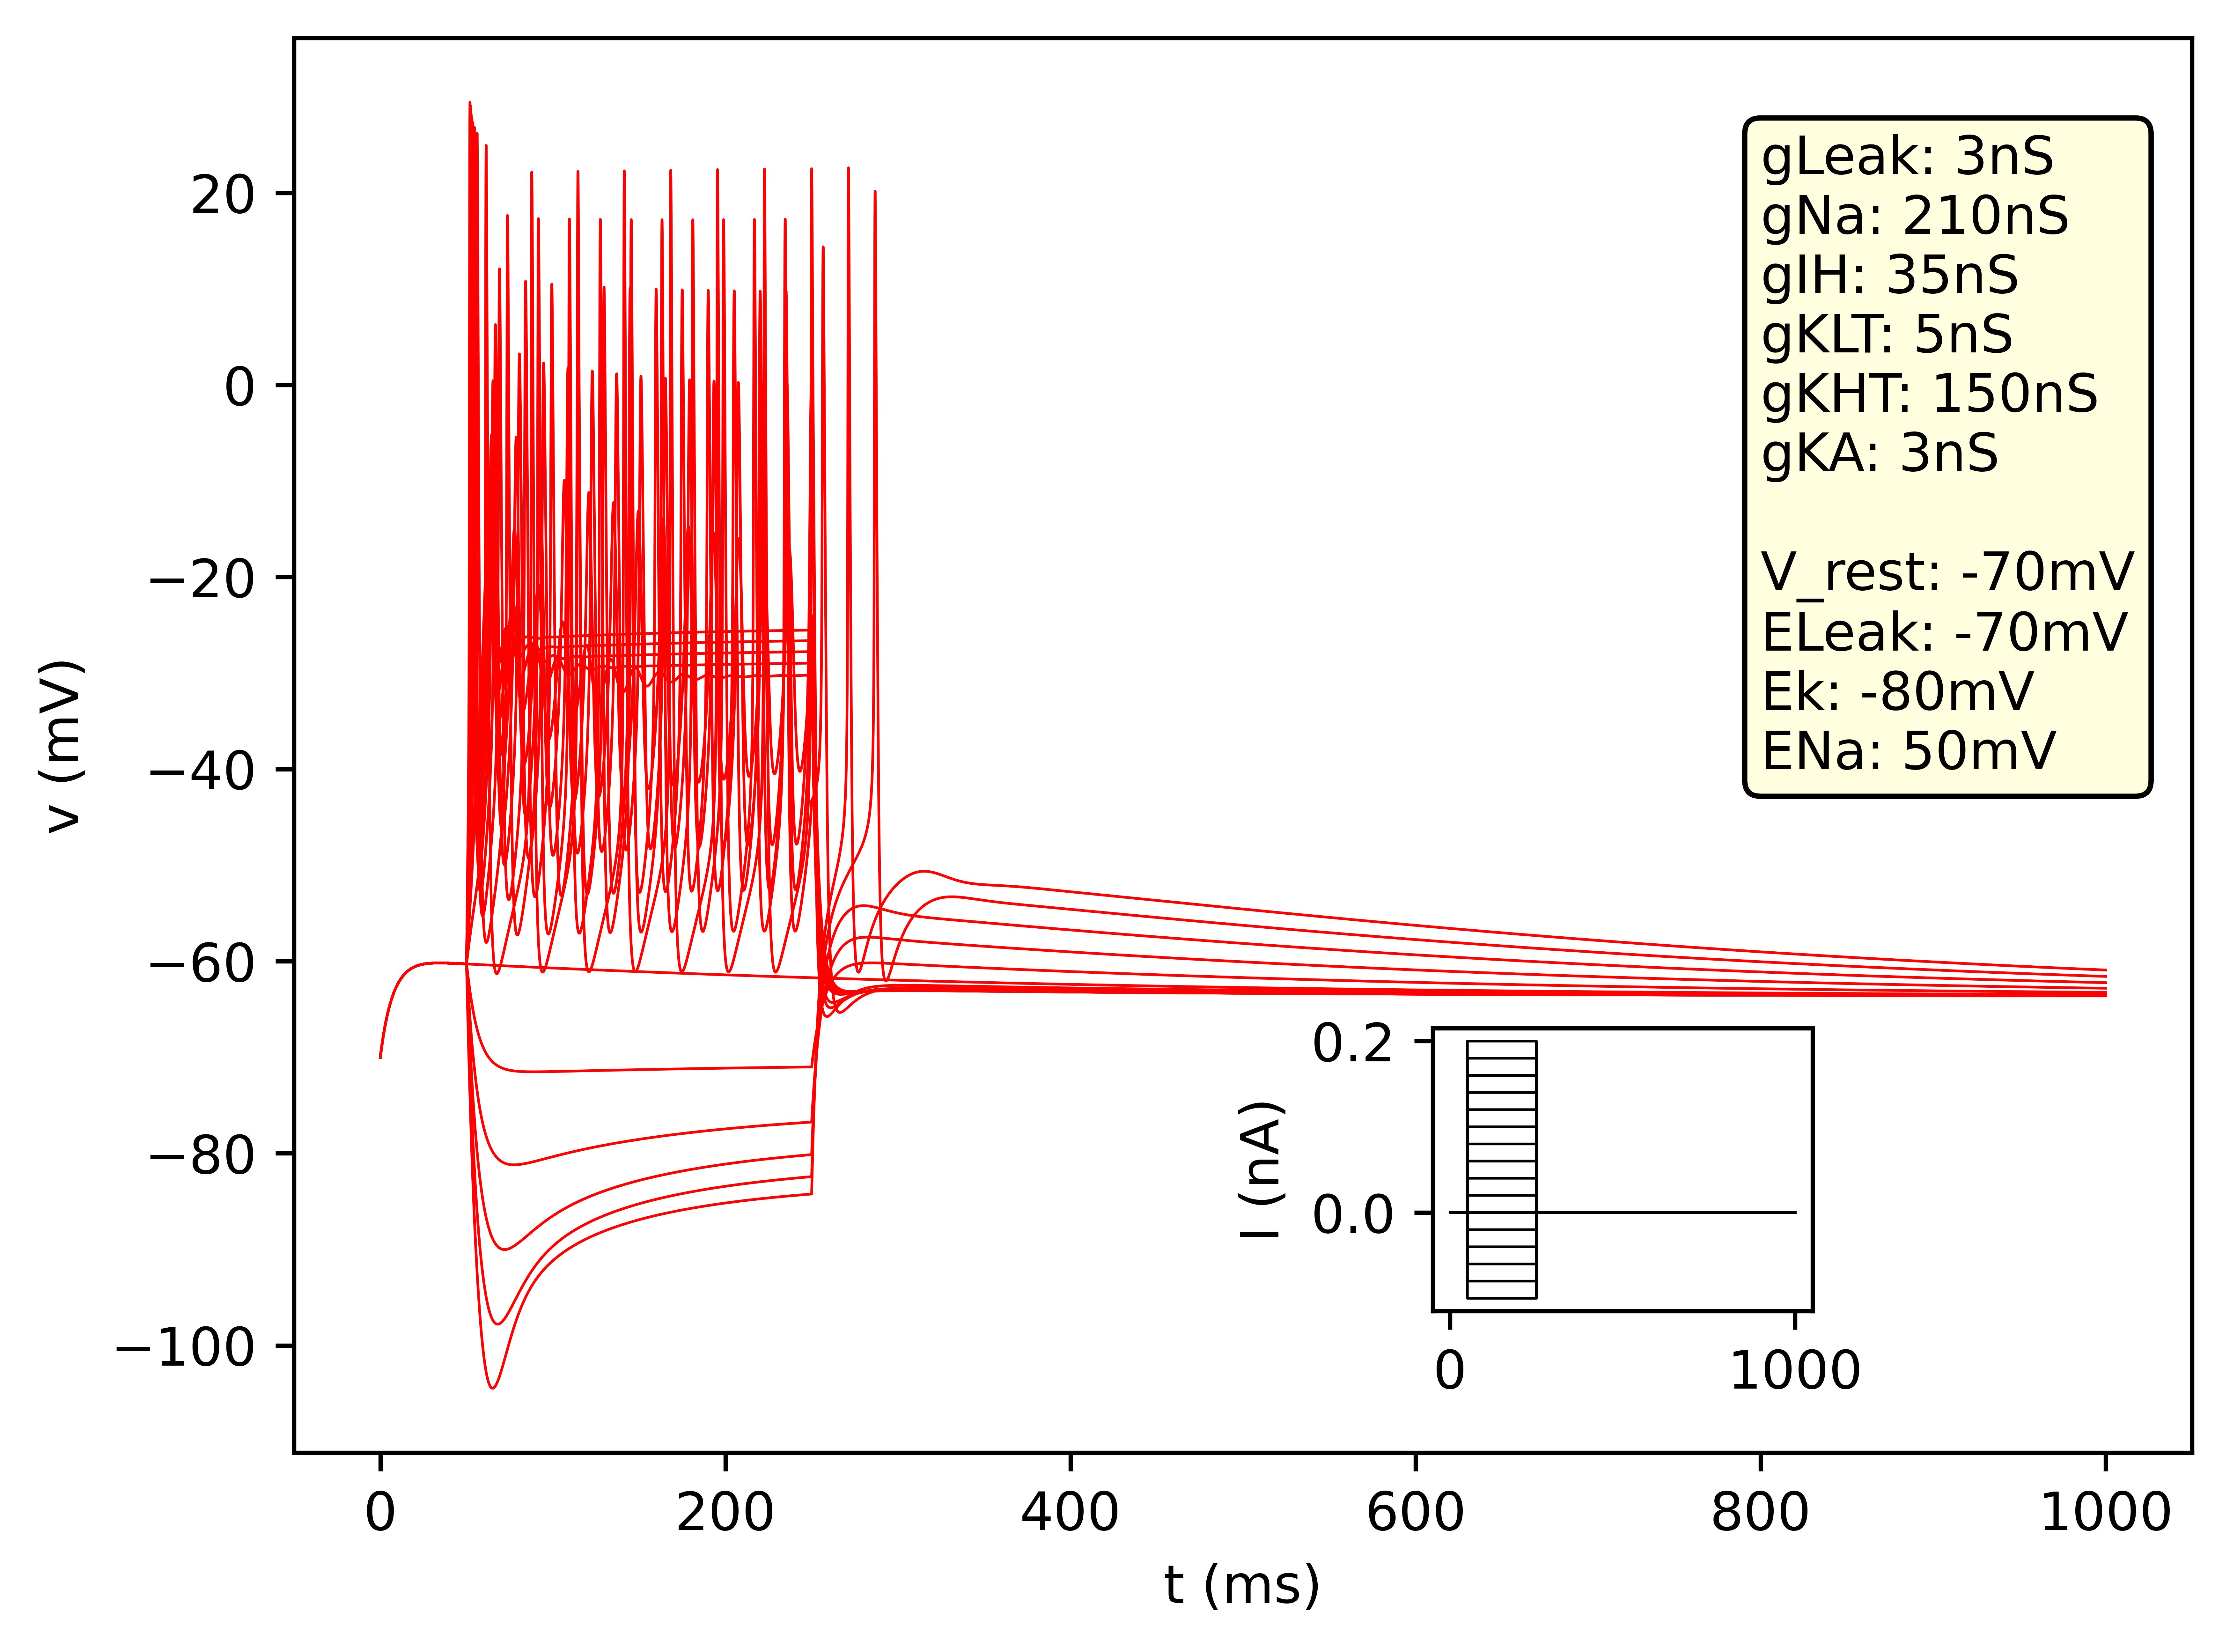 v (mV)
20
0
−20
−40
−60
−80
−100
0
200
400
600
800
1000
t (ms)
gLeak: 3nS
gNa: 210nS
gIH: 35nS
gKLT: 5nS
gKHT: 150nS
gKA: 3nS
V_rest: -70mV
ELeak: -70mV
Ek: -80mV
ENa: 50mV
I (nA)
0.2
0.0
0
1000